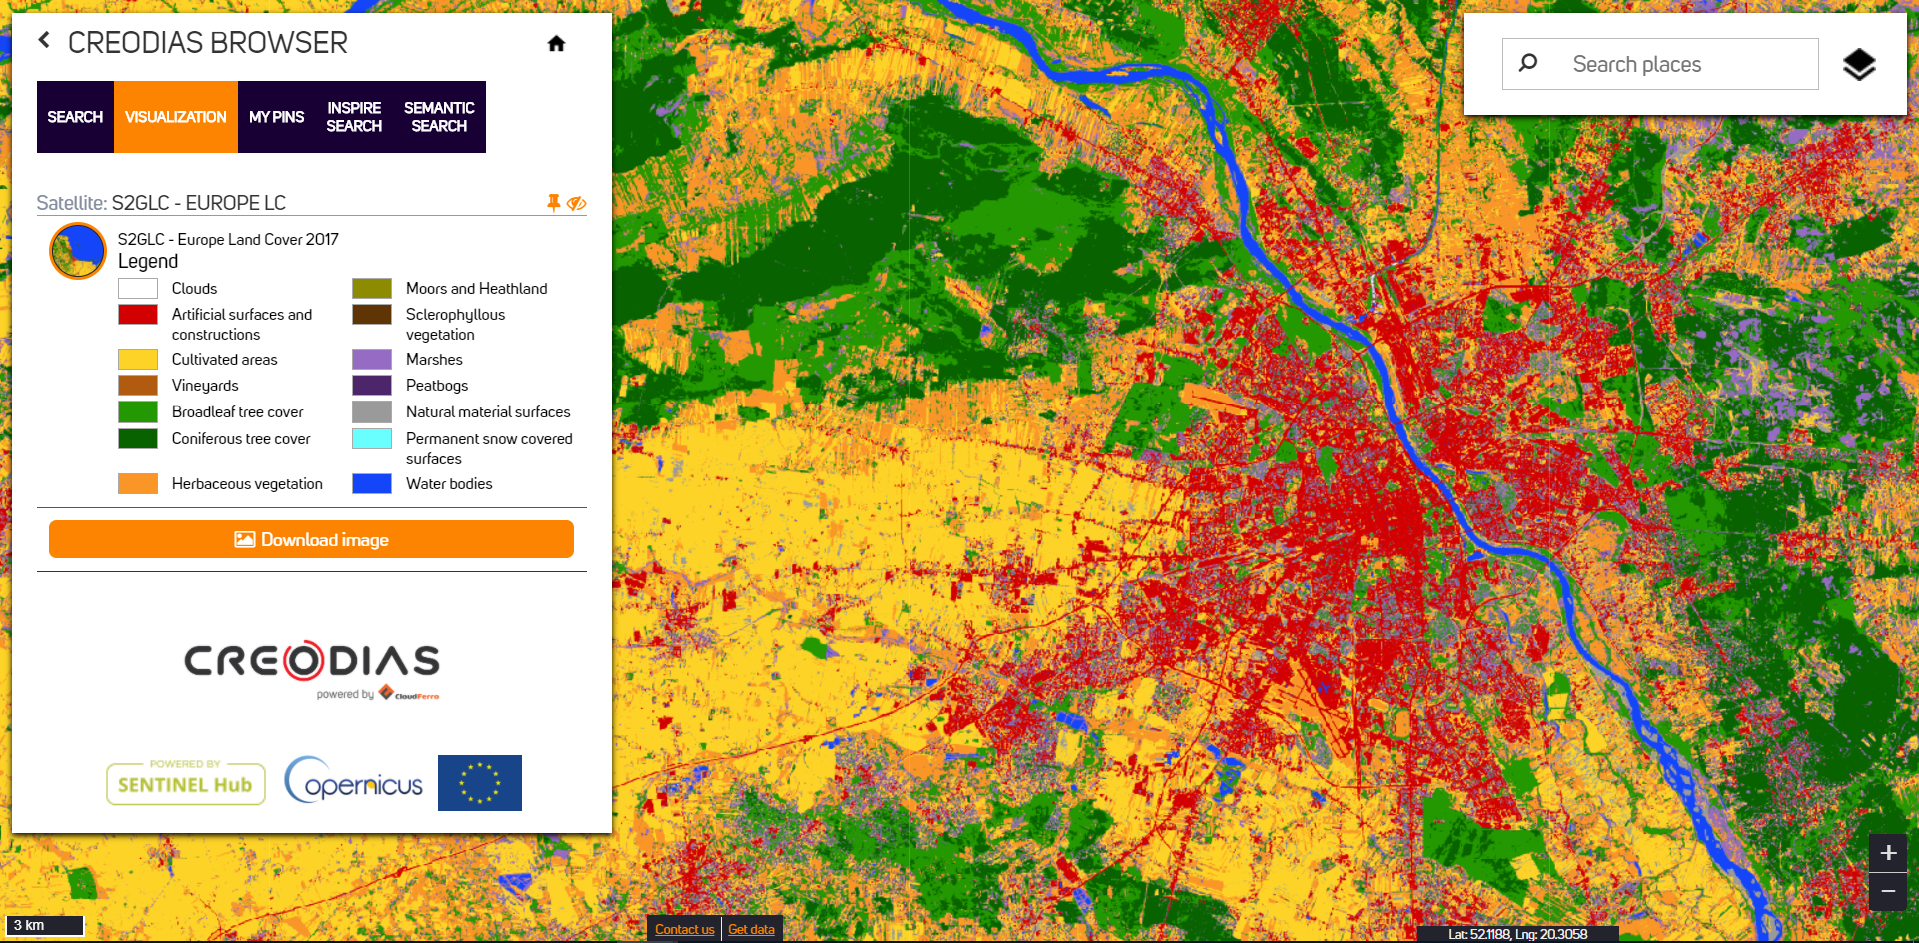 CREODIAS BROWSER
SEARCH
VISUALIZATION
MY PINS
INSPIRE
SEARCH
SEMANTIC
SEARCH
Search places
Satellite: S2GLC - EUROPE LC
S2GLC - Europe Land Cover 2017
Legend
Clouds
Artificial surfaces and
constructions
Cultivated areas
Vineyards
Broadleaf tree cover
Coniferous tree cover
Herbaceous vegetation
Moors and Heathland
Sclerophyllous
vegetation
Marshes
Peatbogs
Natural material surfaces
Permanent snow covered
surfaces
Water bodies
Download image
CREODIAS
powered by CloudFerro
POWERED BY
SENTINEL Hub
opernicus
+
−
3 km
Contact us
Get data
Lat: 52.1188, Lng: 20.3058